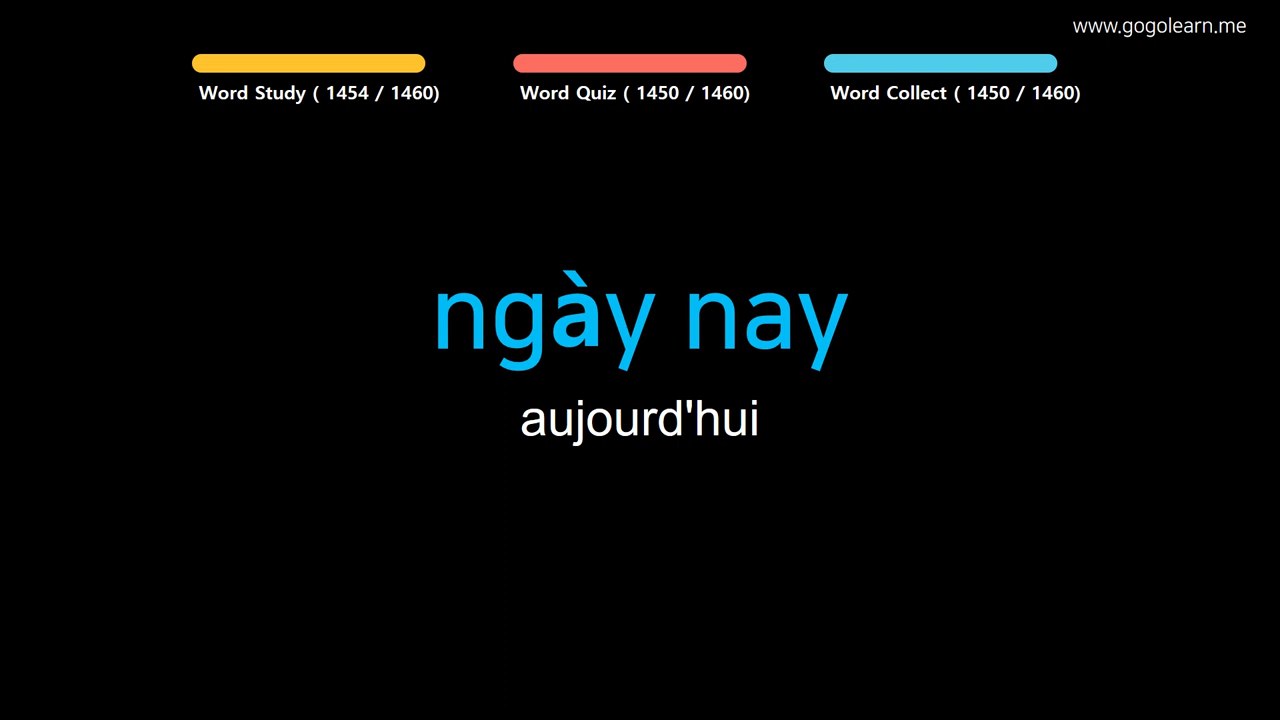 www.gogolearn.me
Word Study ( 1454 / 1460)
Word Quiz ( 1450 / 1460)
Word Collect ( 1450 / 1460)
ngày nay
aujourd'hui